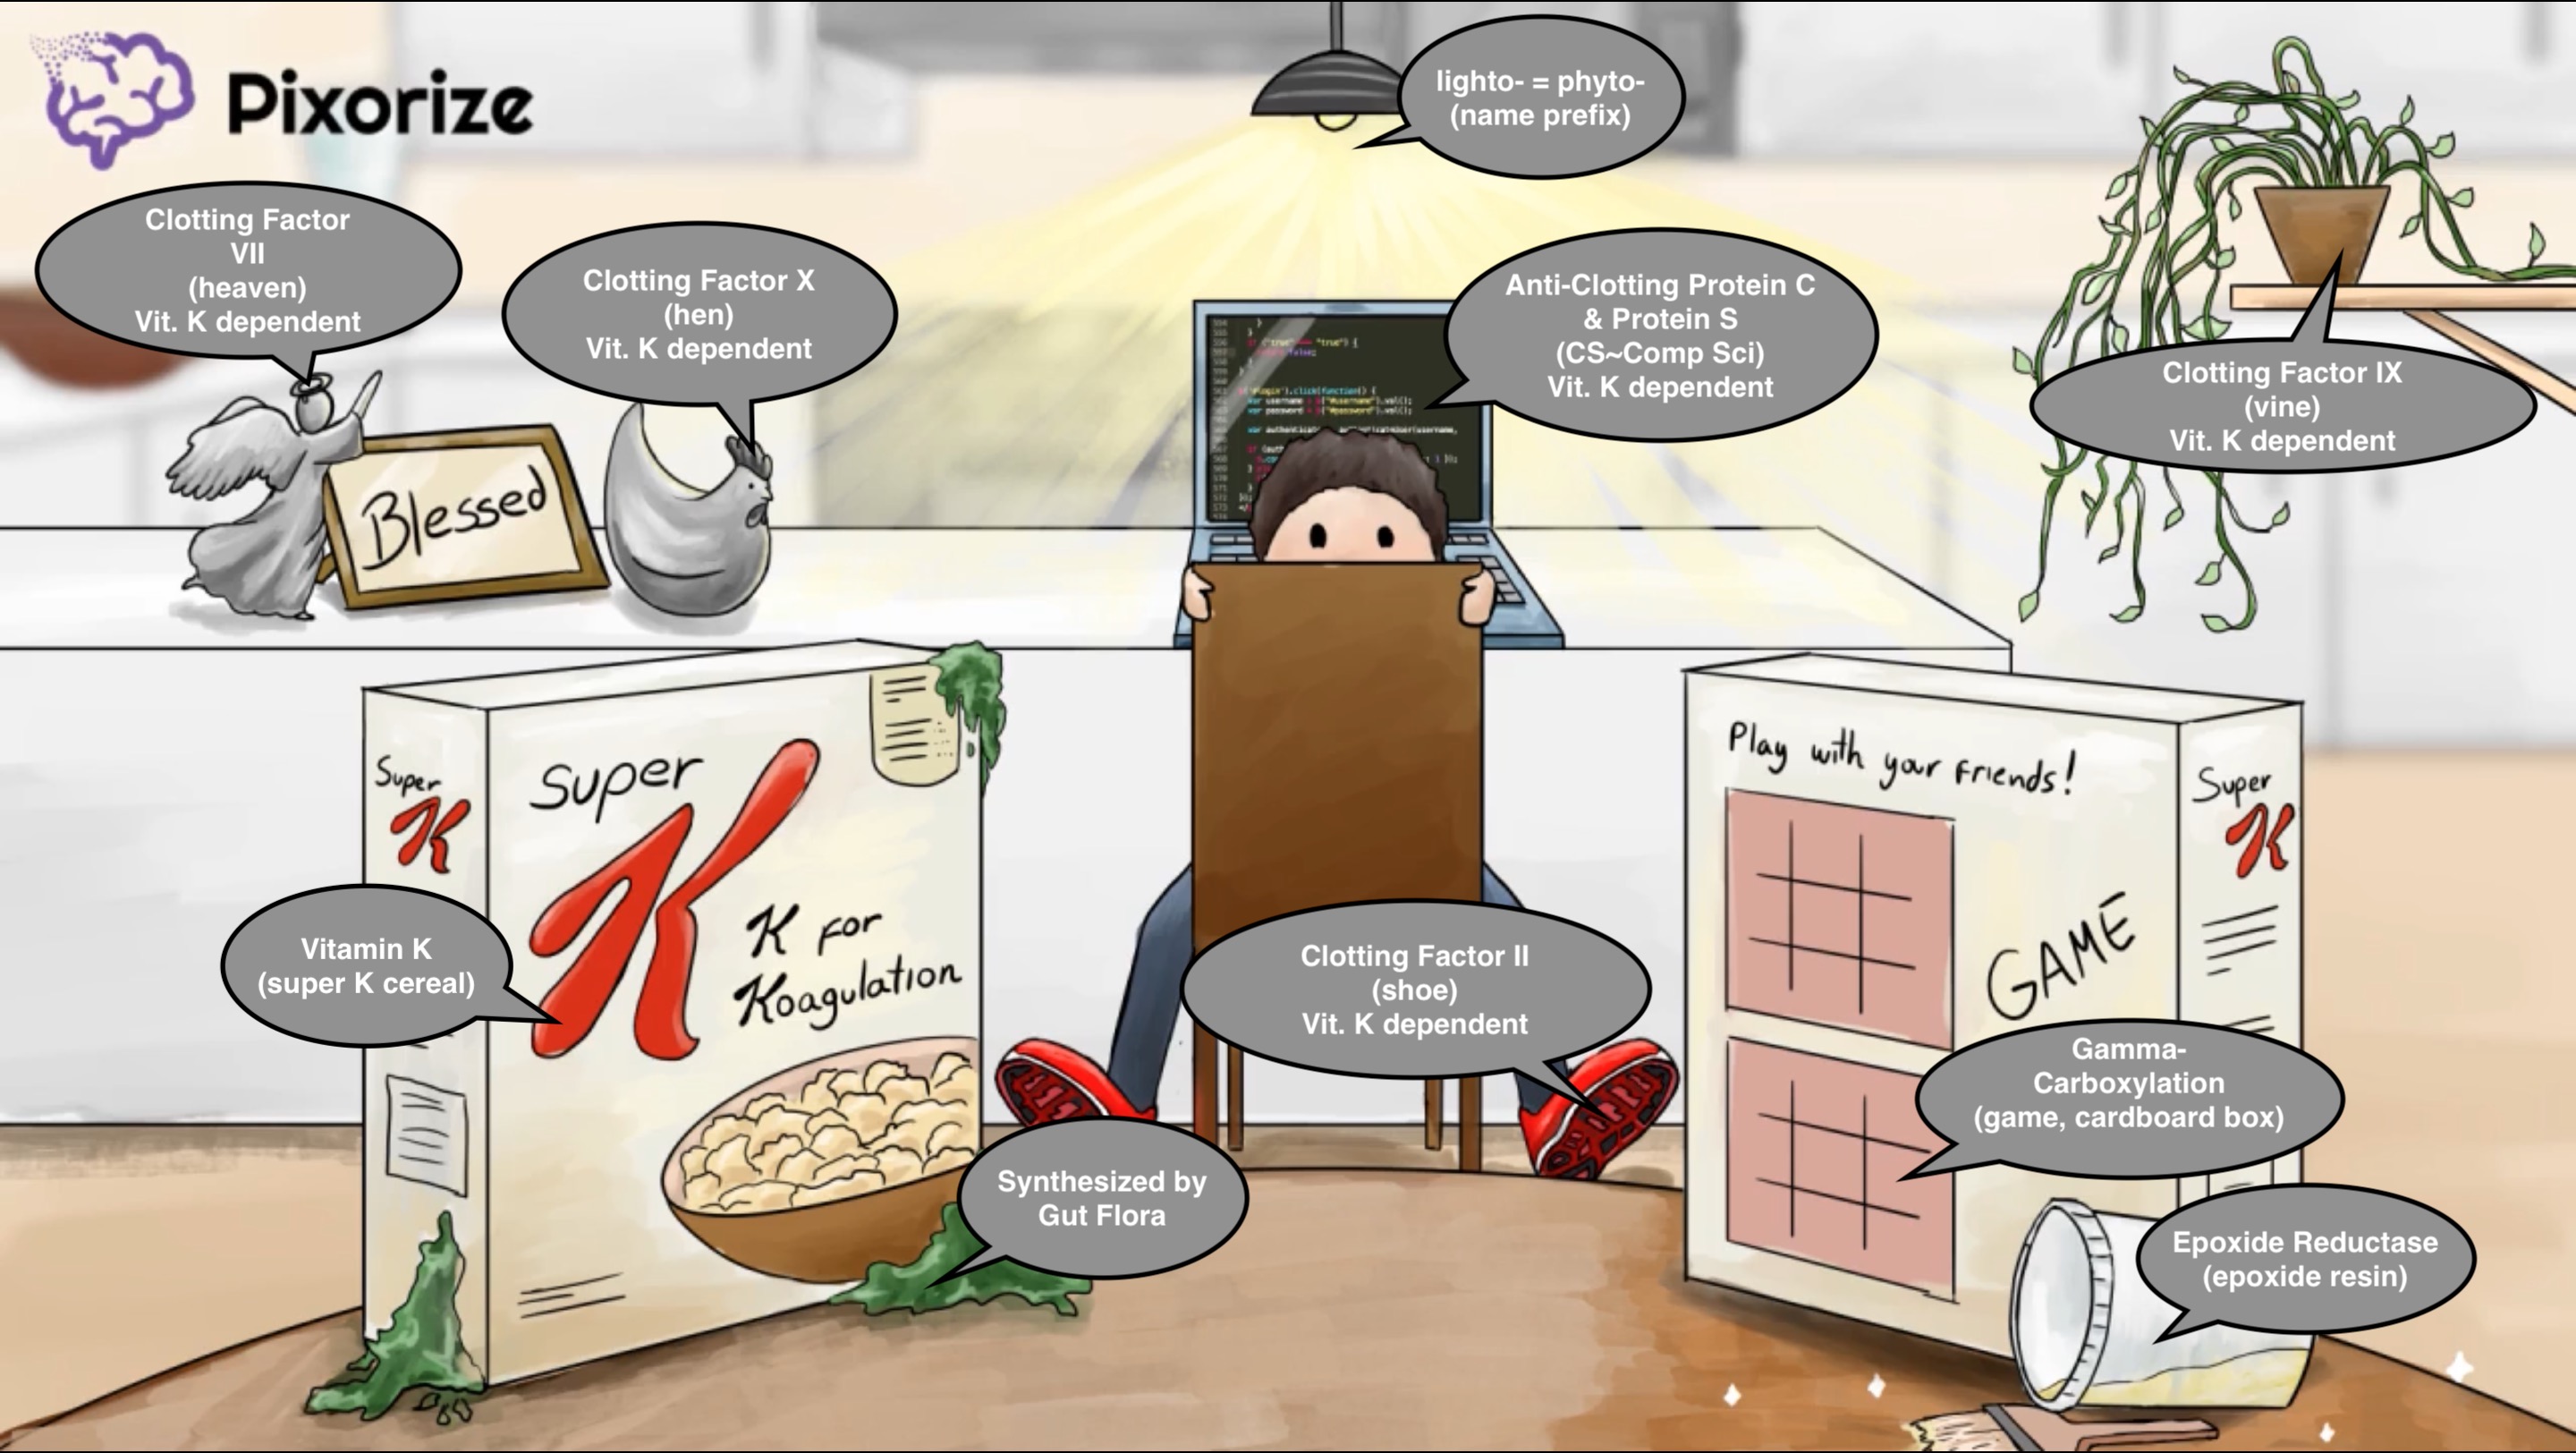 Pixorize
lighto- = phyto-
(name prefix)
Clotting Factor
VII
(heaven)
Vit. K dependent
Clotting Factor X
(hen)
Vit. K dependent
Anti-Clotting Protein C
& Protein S
(CS~Comp Sci)
Vit. K dependent
Clotting Factor IX
(vine)
Vit. K dependent
Blessed
Super
K
Super
K
K for
Koagulation
Vitamin K
(super K cereal)
Synthesized by
Gut Flora
Clotting Factor II
(shoe)
Vit. K dependent
Play with your friends!
GAME
Super
K
Gamma-
Carboxylation
(game, cardboard box)
Epoxide Reductase
(epoxide resin)